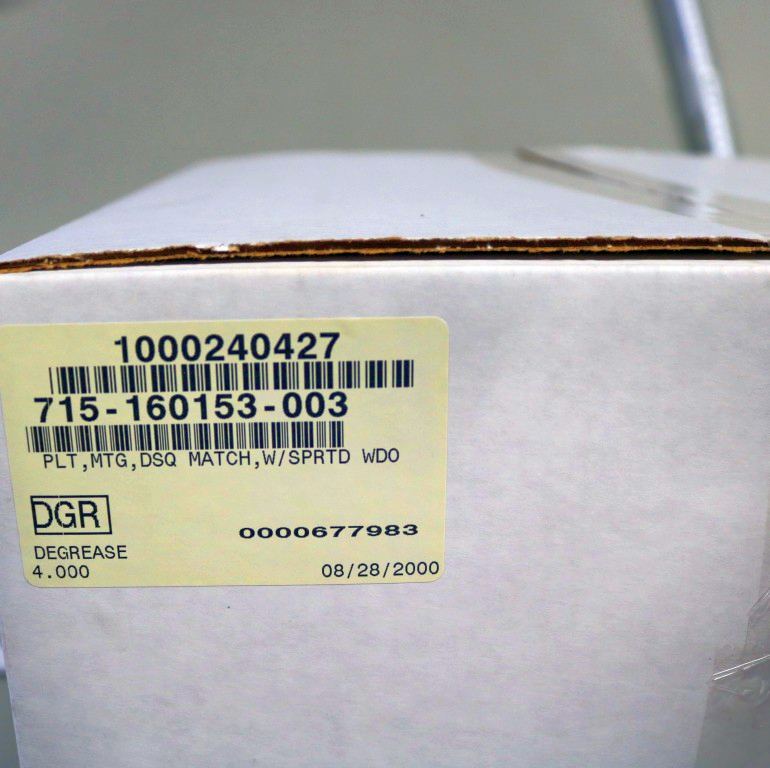 1000240427
715-160153-003
PLT,MTG,DSQ MATCH,W/SPRTD WDO
DGR
0000677983
DEGREASE
4.000
08/28/2000